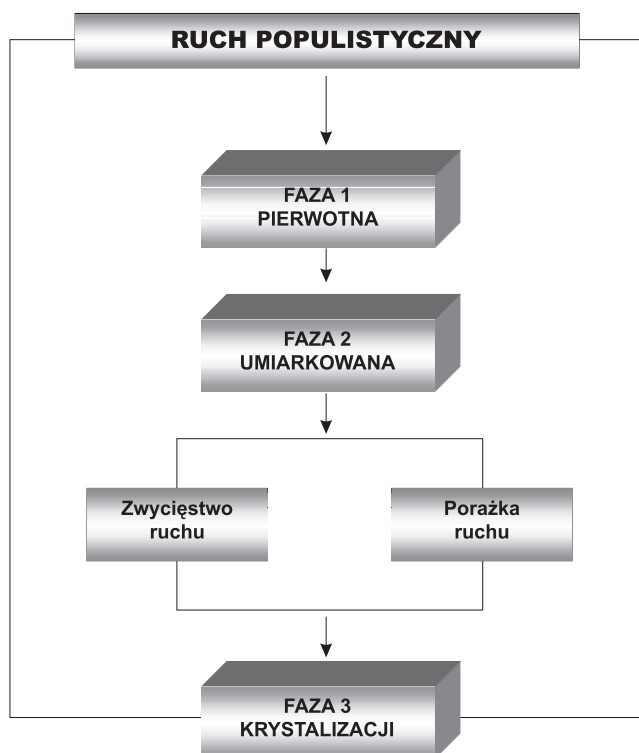 RUCH POPULISTYCZNY
FAZA 1
PIERWOTNA
FAZA 2
UMIARKOWANA
Zwycięstwo
ruchu
Porażka
ruchu
FAZA 3
KRYSTALIZACJI